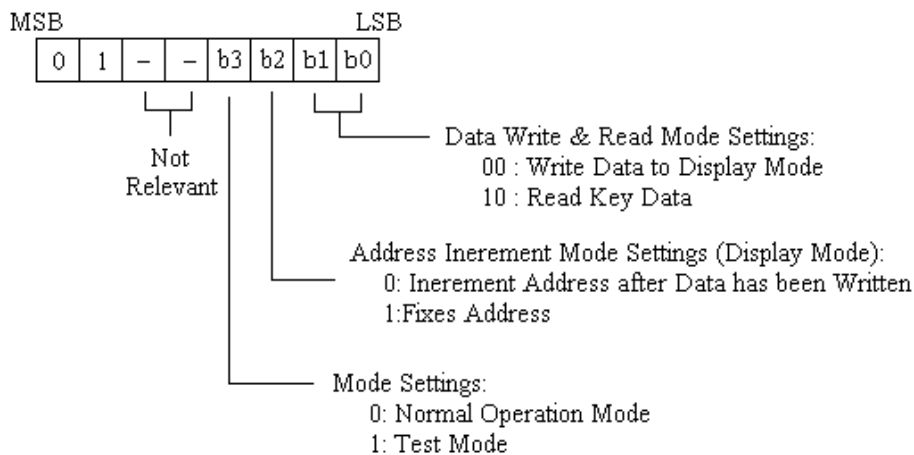 MSB LSB
0 1 – – b3 b2 b1 b0
Data Write & Read Mode Settings:
00 : Write Data to Display Mode
10 : Read Key Data
Not
Relevant
Address Inerement Mode Settings (Display Mode):
0: Inerement Address after Data has been Written
1:Fixes Address
Mode Settings:
0: Normal Operation Mode
1: Test Mode